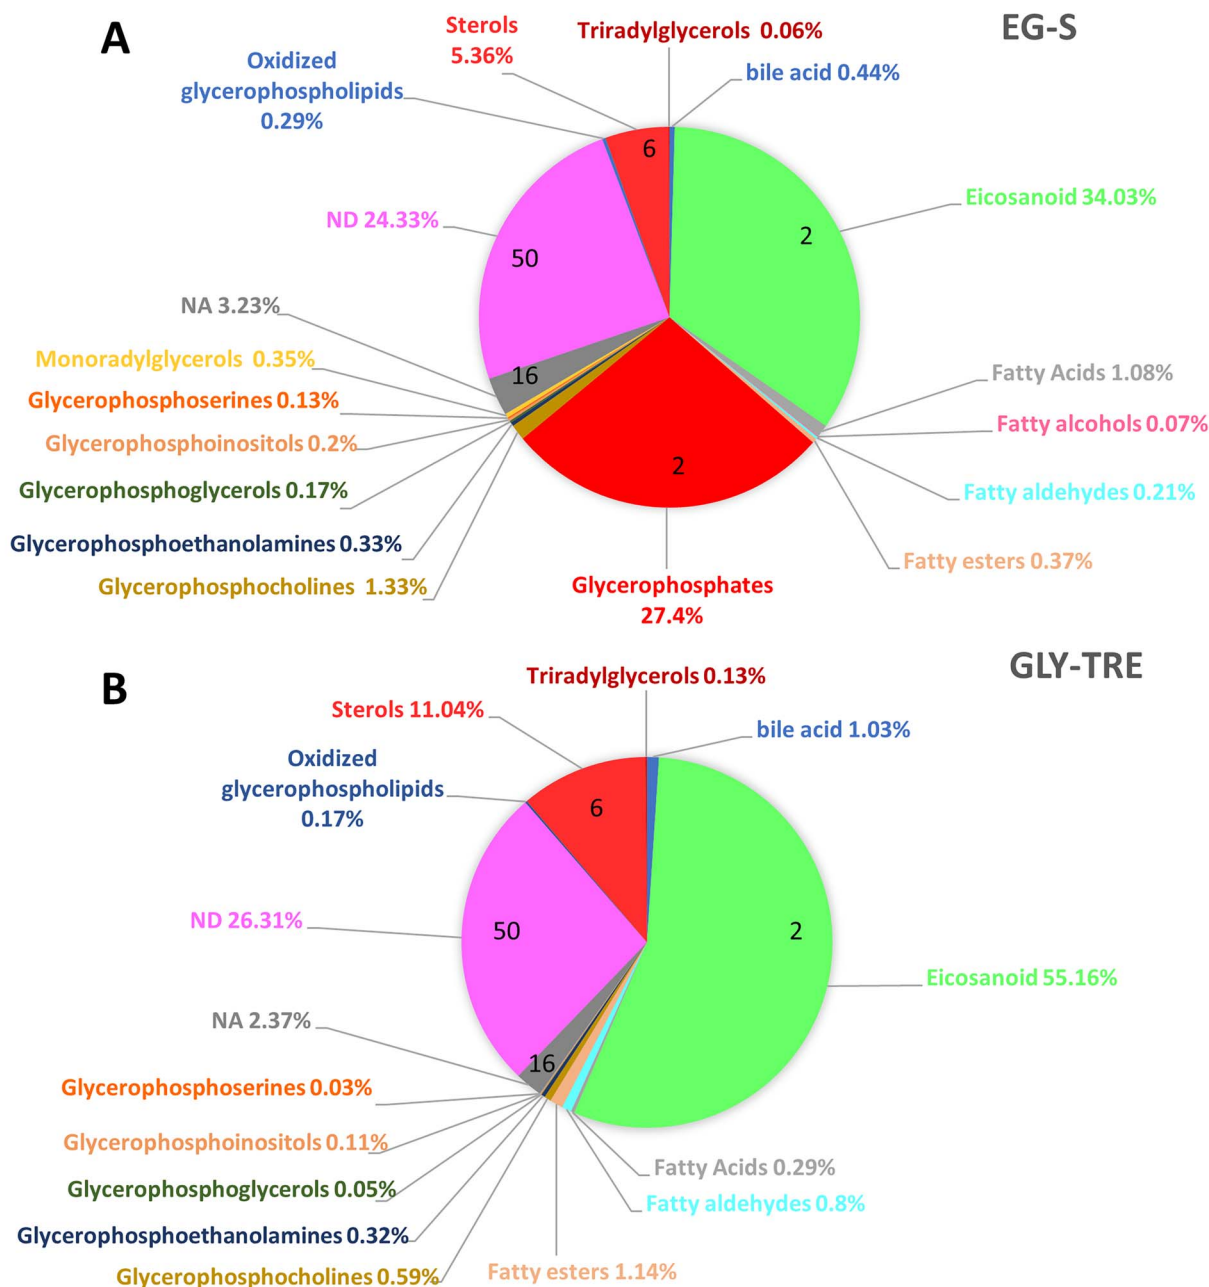 A
EG-S
Sterols
5.36%
Triradylglycerols 0.06%
bile acid 0.44%
Oxidized
glycerophospholipids
0.29%
6
Eicosanoid 34.03%
ND 24.33%
2
50
NA 3.23%
Monoradylglycerols 0.35%
16
Fatty Acids 1.08%
Glycerophosphoserines 0.13%
Fatty alcohols 0.07%
Glycerophosphoinositols 0.2%
2
Glycerophosphoglycerols 0.17%
Fatty aldehydes 0.21%
Glycerophosphoethanolamines 0.33%
Fatty esters 0.37%
Glycerophosphocholines 1.33%
Glycerophosphates
27.4%
B
GLY-TRE
Triradylglycerols 0.13%
Sterols 11.04%
bile acid 1.03%
Oxidized
glycerophospholipids
0.17%
6
ND 26.31%
50
2
Eicosanoid 55.16%
NA 2.37%
16
Glycerophosphoserines 0.03%
Glycerophosphoinositols 0.11%
Fatty Acids 0.29%
Glycerophosphoglycerols 0.05%
Fatty aldehydes 0.8%
Glycerophosphoethanolamines 0.32%
Glycerophosphocholines 0.59%
Fatty esters 1.14%